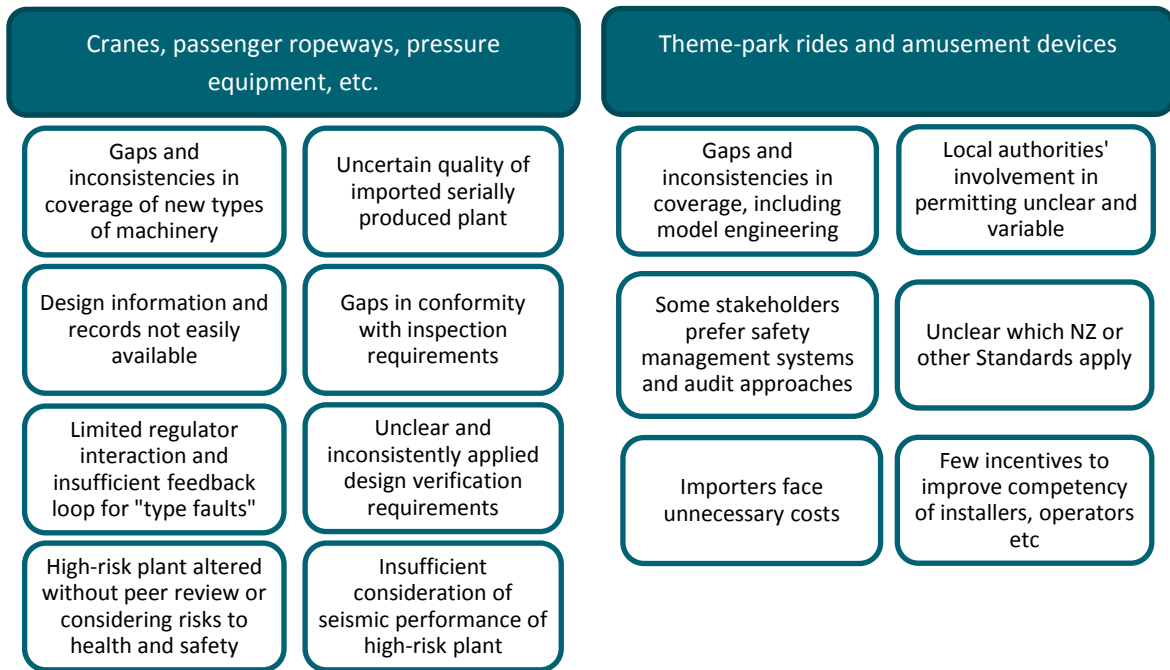 Cranes, passenger ropeways, pressure
equipment, etc.
Gaps and
inconsistencies in
coverage of new types
of machinery
Uncertain quality of
imported serially
produced plant
Design information and
records not easily
available
Gaps in conformity
with inspection
requirements
Limited regulator
interaction and
insufficient feedback
loop for "type faults"
Unclear and
inconsistently applied
design verification
requirements
High-risk plant altered
without peer review or
considering risks to
health and safety
Insufficient
consideration of
seismic performance of
high-risk plant
Theme-park rides and amusement devices
Gaps and
inconsistencies in
coverage, including
model engineering
Local authorities'
involvement in
permitting unclear and
variable
Some stakeholders
prefer safety
management systems
and audit approaches
Unclear which NZ or
other Standards apply
Importers face
unnecessary costs
Few incentives to
improve competency
of installers, operators
etc